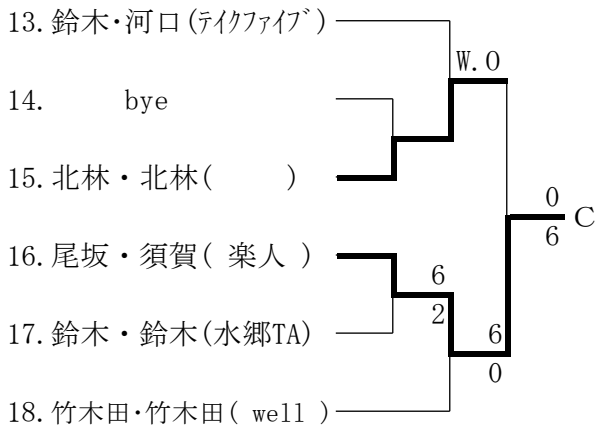 13. 鈴木・河口(ﾃｲｸﾌｧｲﾌﾞ)
W.O
14. bye
15. 北林・北林( )
0
C
6
16. 尾坂・須賀( 楽人 )
6
2
17. 鈴木・鈴木(水郷TA)
6
0
18. 竹木田・竹木田( well )